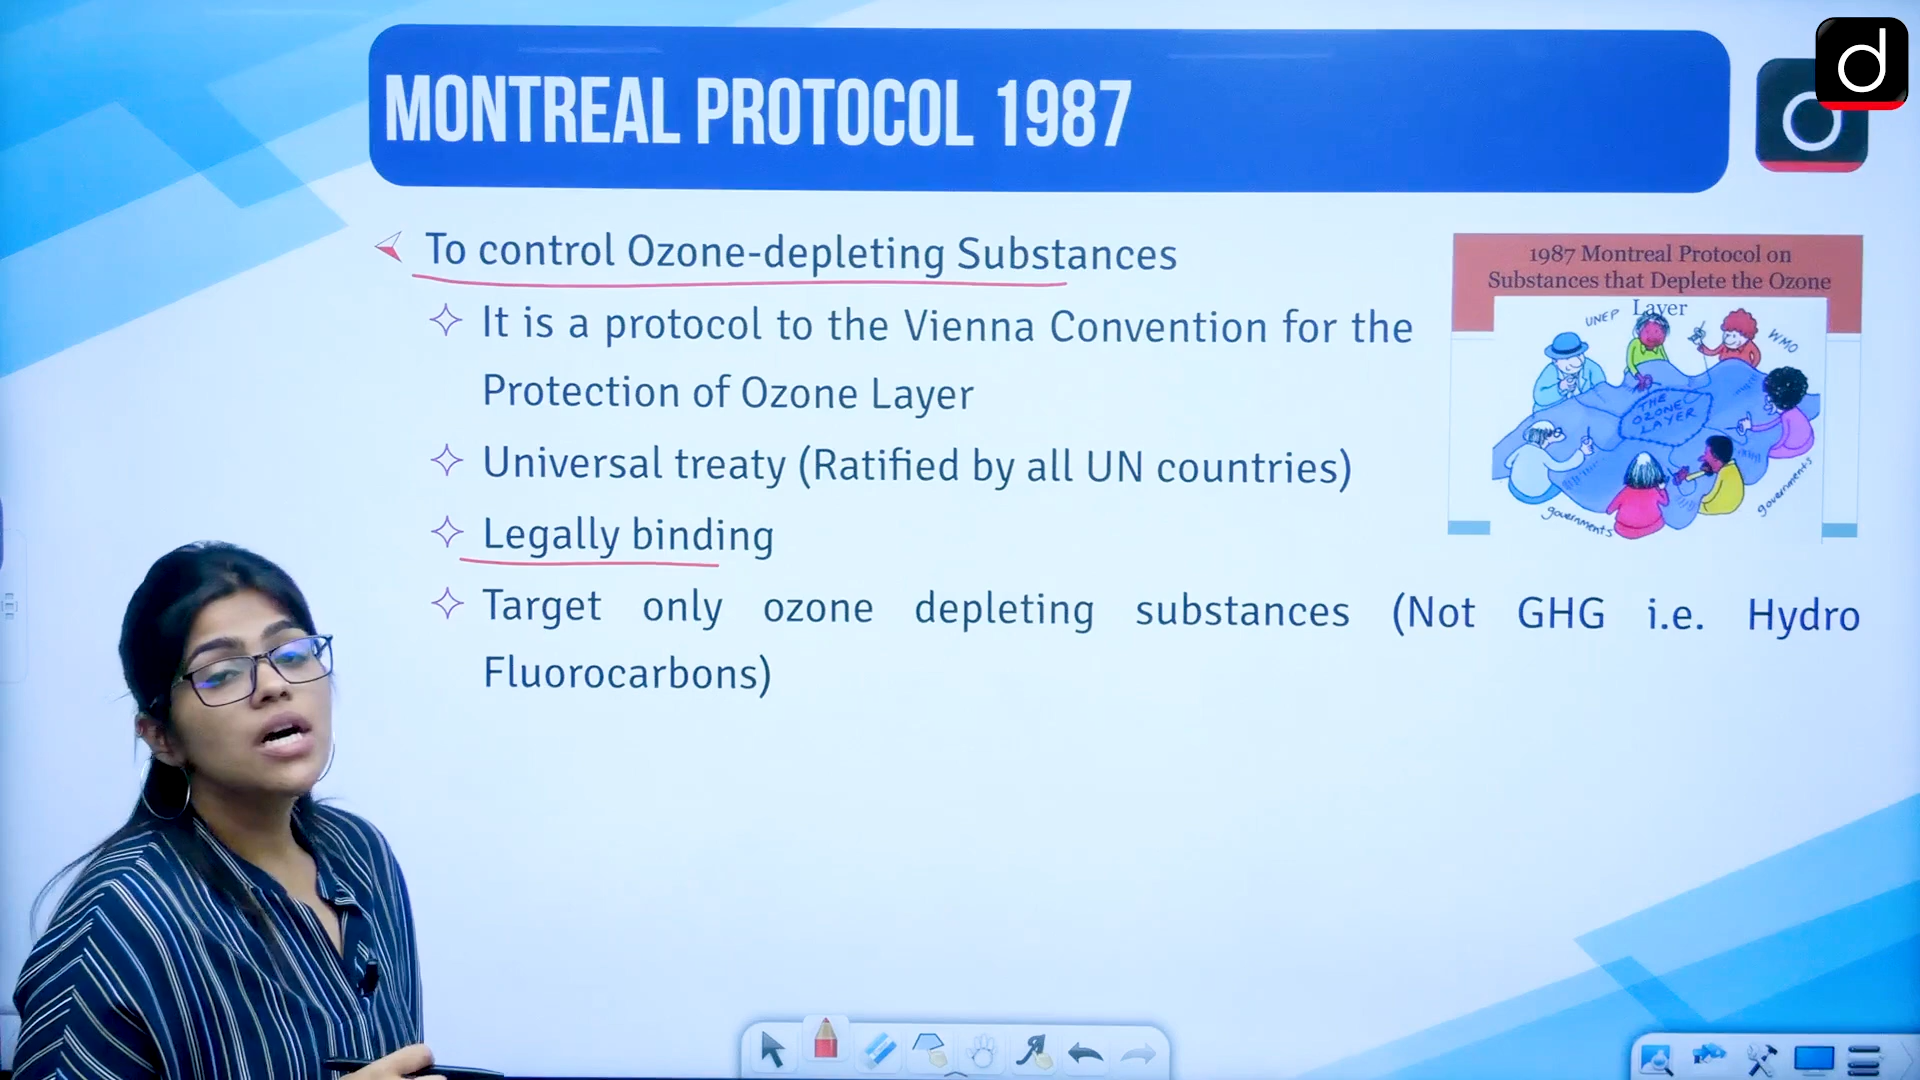 MONTREAL PROTOCOL 1987
d
To control Ozone-depleting Substances
It is a protocol to the Vienna Convention for the
Protection of Ozone Layer
Universal treaty (Ratified by all UN countries)
Legally binding
Target only ozone depleting substances (Not GHG i.e. Hydro
Fluorocarbons)
1987 Montreal Protocol on
Substances that Deplete the Ozone
Layer
UNEP
WMO
THE
OZONE
LAYER
governments
governments